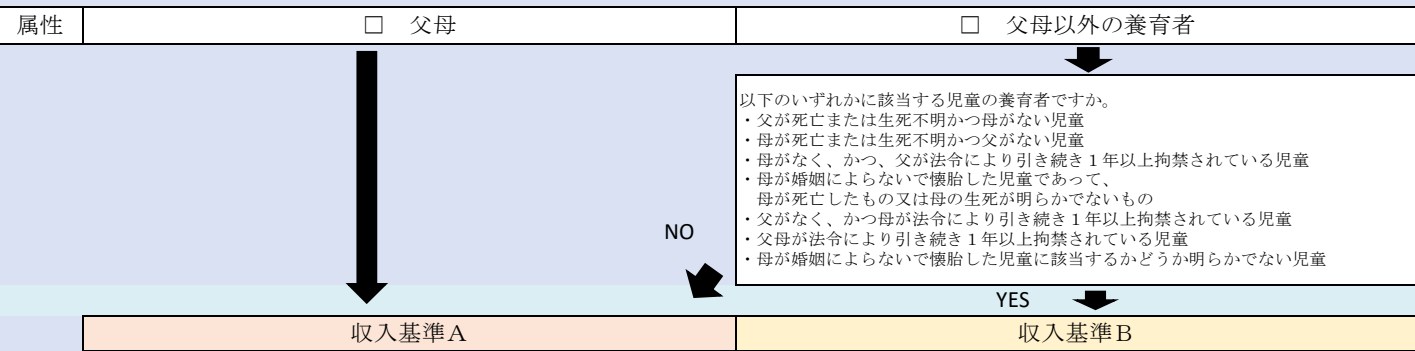 属性
□ 父母
□ 父母以外の養育者
以下のいずれかに該当する児童の養育者ですか。
・父が死亡または生死不明かつ母がない児童
・母が死亡または生死不明かつ父がない児童
・母がなく、かつ、父が法令により引き続き１年以上拘禁されている児童
・母が婚姻によらないで懐胎した児童であって、
母が死亡したもの又は母の生死が明らかでないもの
・父がなく、かつ母が法令により引き続き１年以上拘禁されている児童
・父母が法令により引き続き１年以上拘禁されている児童
・母が婚姻によらないで懐胎した児童に該当するかどうか明らかでない児童
NO
YES
収入基準Ａ
収入基準Ｂ